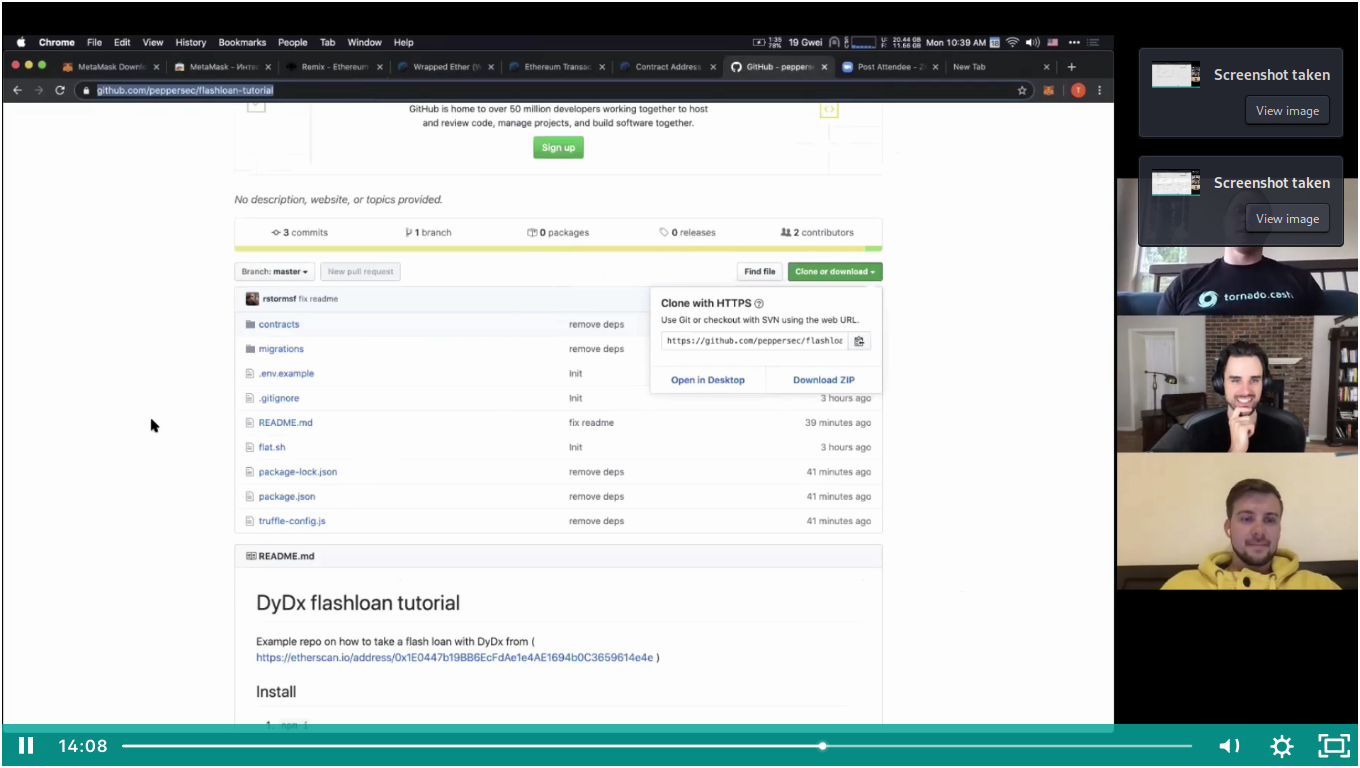 Chrome File Edit View History Bookmarks People Tab Window Help
1:35 78% 19 Gwei U: 20.44 GB F: 11.66 GB Mon 10:39 AM
MetaMask Downlo
MetaMask - Инте
Remix - Ethereum
Wrapped Ether (W
Ethereum Transac
Contract Address
GitHub - peppers
Post Attendee - Z
New Tab
github.com/peppersec/flashloan-tutorial
T
GitHub is home to over 50 million developers working together to host
and review code, manage projects, and build software together.
Sign up
No description, website, or topics provided.
3 commits
1 branch
0 packages
0 releases
2 contributors
Branch: master
New pull request
Find file
Clone or download
rstormsf fix readme
Clone with HTTPS
Use Git or checkout with SVN using the web URL.
https://github.com/peppersec/flashloa
Open in Desktop
Download ZIP
contracts remove deps
migrations remove deps
.env.example Init
.gitignore Init 3 hours ago
README.md fix readme 39 minutes ago
flat.sh Init 3 hours ago
package-lock.json remove deps 41 minutes ago
package.json remove deps 41 minutes ago
truffle-config.js remove deps 41 minutes ago
README.md
DyDx flashloan tutorial
Example repo on how to take a flash loan with DyDx from (
https://etherscan.io/address/0x1E0447b19BB6EcFdAe1e4AE1694b0C3659614e4e )
Install
1. npm i
Screenshot taken
View image
Screenshot taken
View image
tornado.cash
14:08